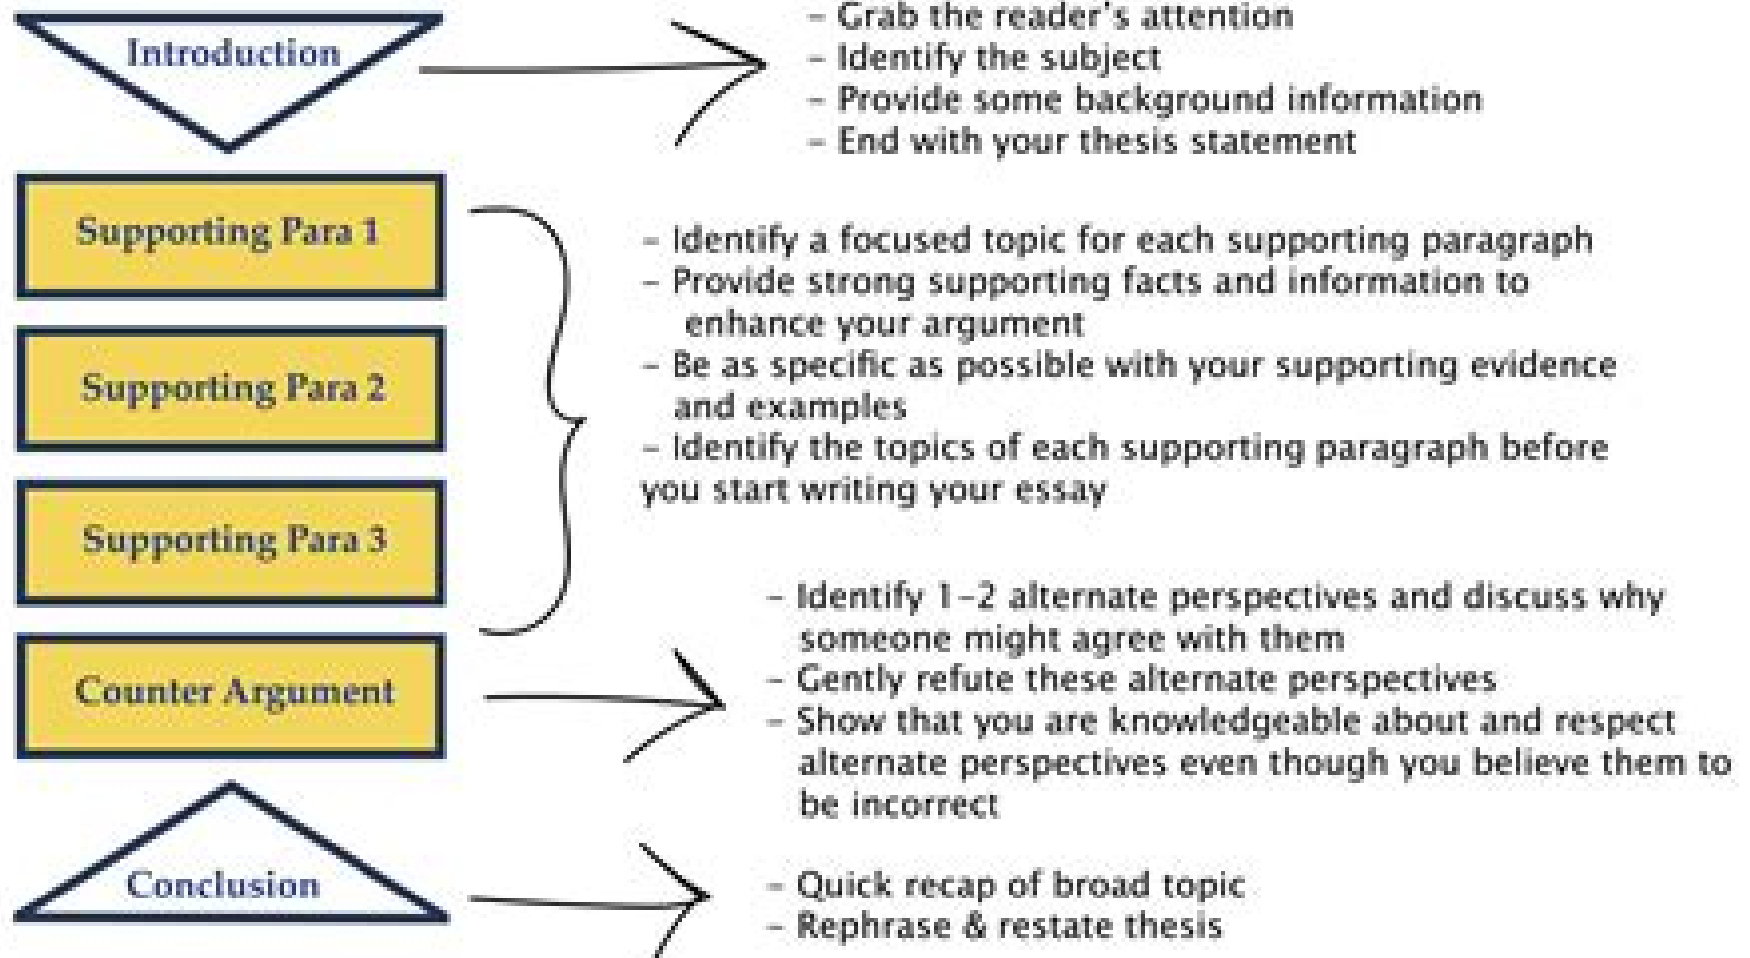 Introduction
- Grab the reader's attention
- Identify the subject
- Provide some background information
- End with your thesis statement
Supporting Para 1
Supporting Para 2
Supporting Para 3
- Identify a focused topic for each supporting paragraph
- Provide strong supporting facts and information to
enhance your argument
- Be as specific as possible with your supporting evidence
and examples
- Identify the topics of each supporting paragraph before
you start writing your essay
Counter Argument
- Identify 1-2 alternate perspectives and discuss why
someone might agree with them
- Gently refute these alternate perspectives
- Show that you are knowledgeable about and respect
alternate perspectives even though you believe them to
be incorrect
Conclusion
- Quick recap of broad topic
- Rephrase & restate thesis